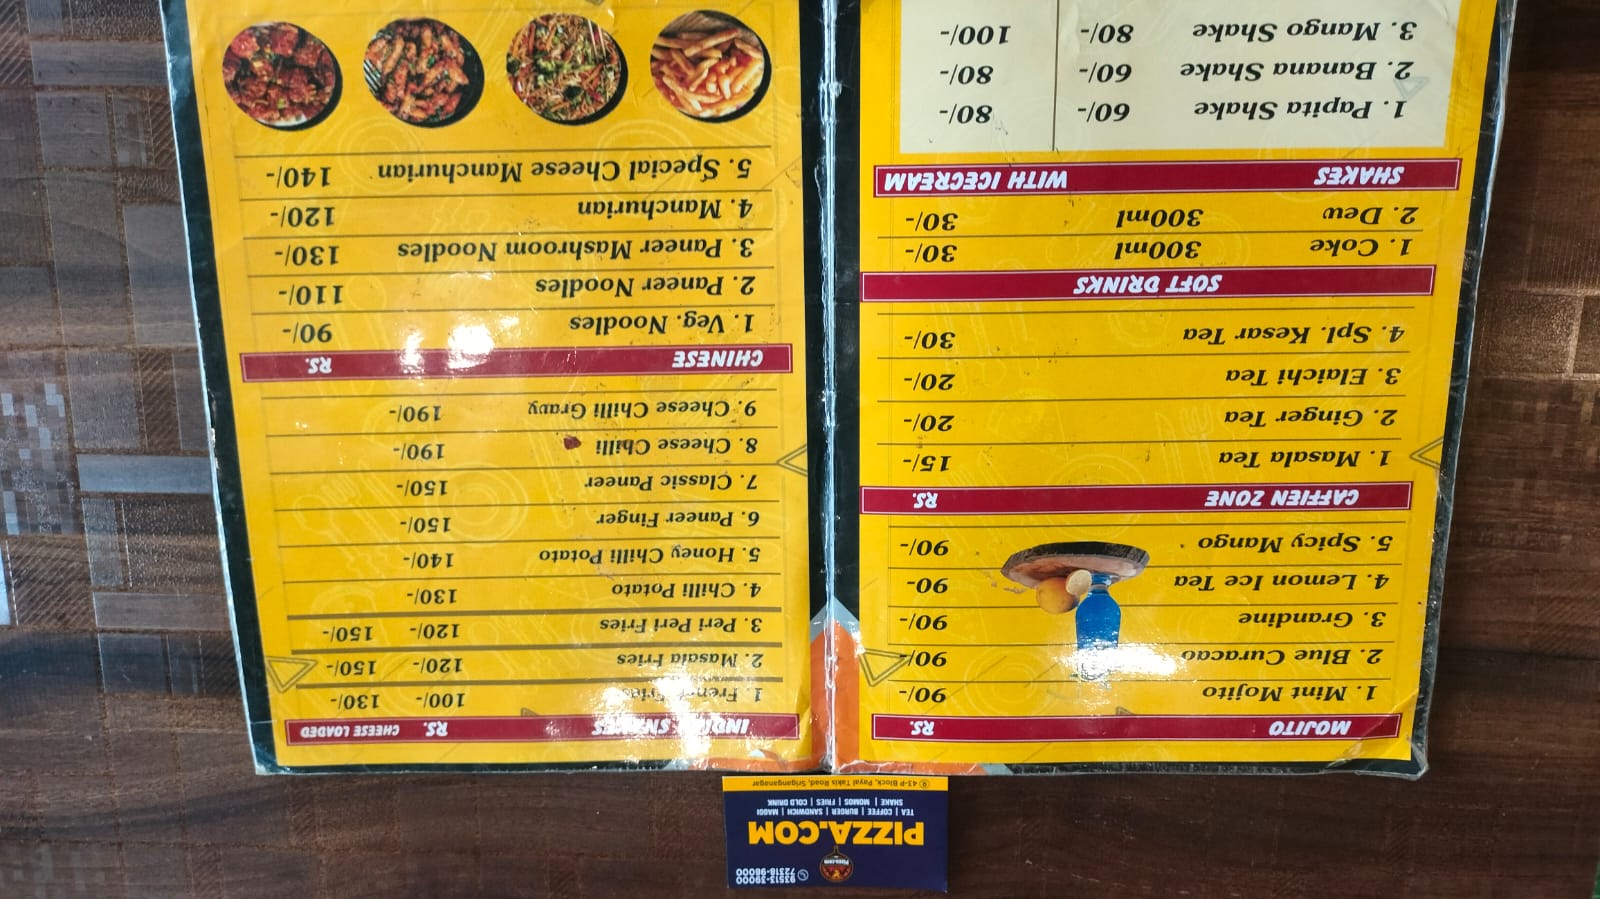 93513-39000
72318-98000
Pizza.com
PIZZA.COM
TEA | COFFEE | BURGER | SANDWICH | MAGGI
SHAKE | MOMOS | FRIES | COLD DRINK
43-P Block, Payal Takis Road, Sriganganagar
MOJITO RS.
1. Mint Mojito 90/-
2. Blue Curacao 90/-
3. Grandine 90/-
4. Lemon Ice Tea 90-
5. Spicy Mango 90/-
CAFFIEN ZONE RS.
1. Masala Tea 15/-
2. Ginger Tea 20/-
3. Elaichi Tea 20/-
4. Spl. Kesar Tea 30/-
SOFT DRINKS
1. Coke 300ml 30/-
2. Dew 300ml 30/-
SHAKES WITH ICECREAM
1. Papita Shake 60/- 80/-
2. Banana Shake 60/- 80/-
3. Mango Shake 80/- 100/-
SNAKES RS. CHEESE LOADED
1. French Fries 100/- 130/-
2. Masala Fries 120/- 150/-
3. Peri Peri Fries 120/- 150/-
4. Chilli Potato 130/-
5. Honey Chilli Potato 140/-
6. Paneer Finger 150/-
7. Classic Paneer 150/-
8. Cheese Chilli 190/-
9. Cheese Chilli Gravy 190/-
CHINESE RS.
1. Veg. Noodles 90/-
2. Paneer Noodles 110/-
3. Paneer Mashroom Noodles 130/-
4. Manchurian 120/-
5. Special Cheese Manchurian 140/-